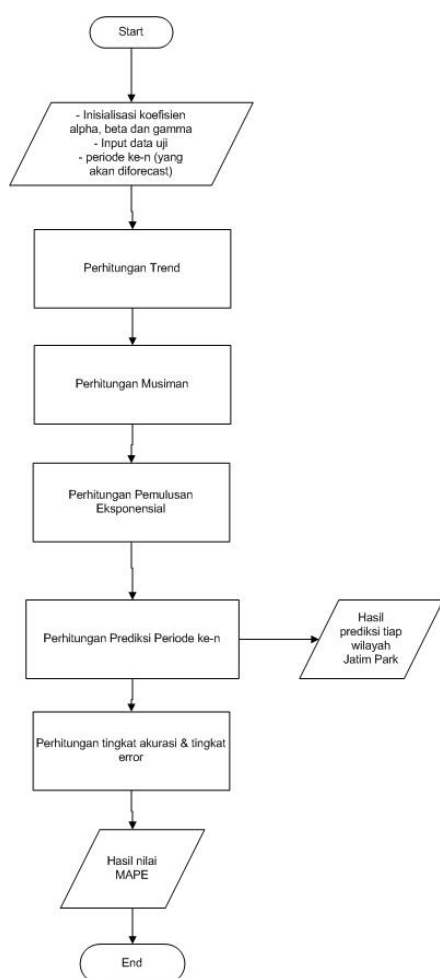 Start
- Inisialisasi koefisien
alpha, beta dan gamma
- Input data uji
- periode ke-n (yang
akan diforecast)
Perhitungan Trend
Perhitungan Musiman
Perhitungan Pemulusan
Eksponensial
Perhitungan Prediksi Periode ke-n
Hasil
prediksi tiap
wilayah
Jatim Park
Perhitungan tingkat akurasi & tingkat
error
Hasil nilai
MAPE
End